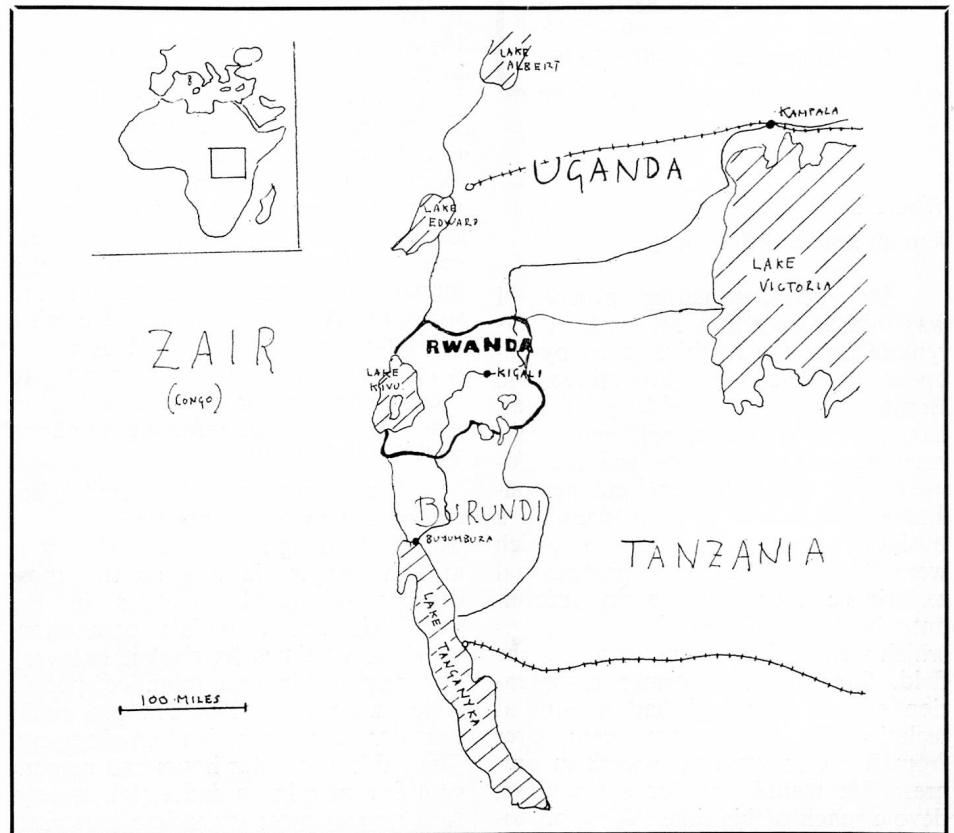 LAKE
ALBERT
KAMPALA
UGANDA
LAKE
EDWARD
LAKE
VICTORIA
ZAIR
(CONGO)
RWANDA
LAKE
KIVU
KIGALI
BURUNDI
BUJUMBURA
TANZANIA
LAKE TANGANYKA
100 MILES